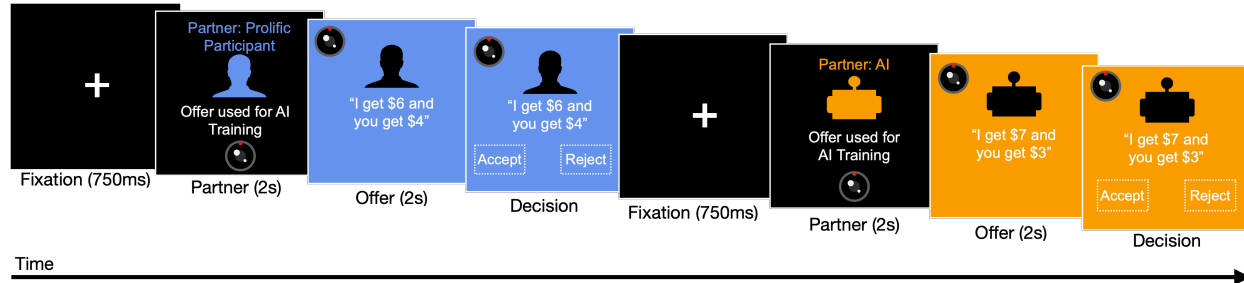 Fixation (750ms)
Partner: Prolific
Participant
Offer used for AI
Training
Partner (2s)
“I get $6 and
you get $4”
Offer (2s)
“I get $6 and
you get $4”
Accept
Reject
Decision
Fixation (750ms)
Partner: AI
Offer used for
AI Training
Partner (2s)
“I get $7 and
you get $3”
Offer (2s)
“I get $7 and
you get $3”
Accept
Reject
Decision
Time